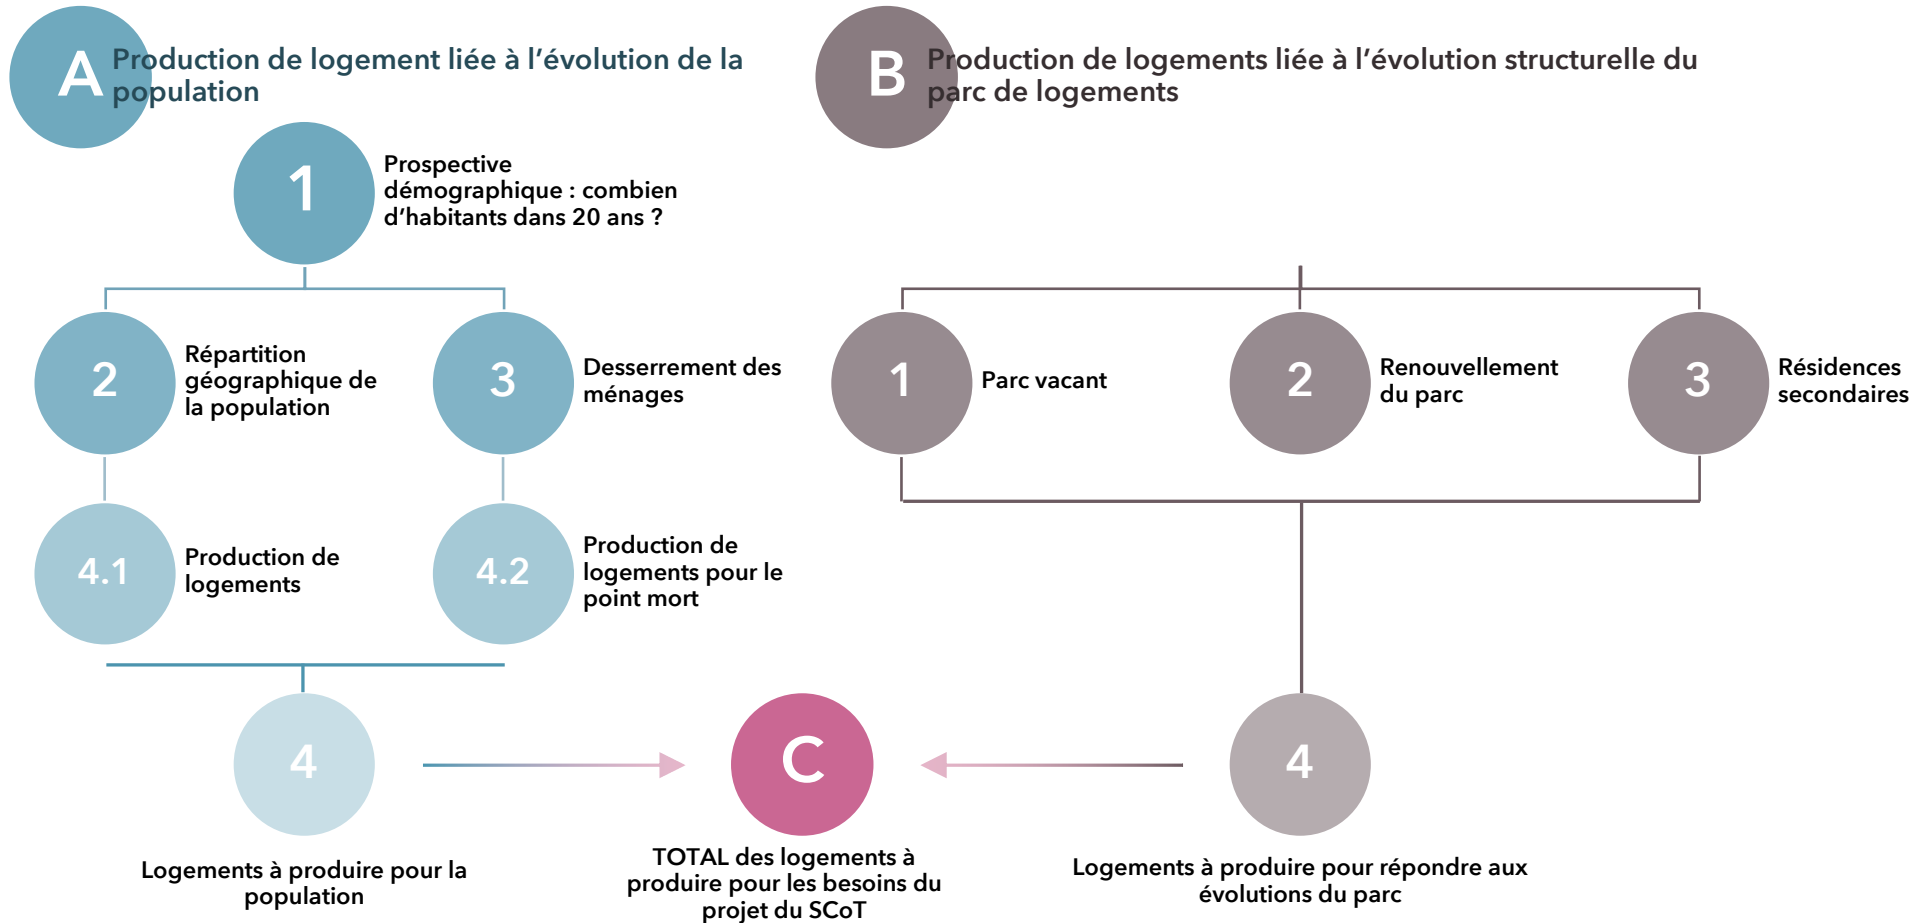 A
Production de logement liée à l’évolution de la
population
B
Production de logements liée à l’évolution structurelle du
parc de logements
1
Prospective
démographique : combien
d’habitants dans 20 ans ?
2
Répartition
géographique de
la population
3
Desserrement des
ménages
1
Parc vacant
2
Renouvellement
du parc
3
Résidences
secondaires
4.1
Production de
logements
4.2
Production de
logements pour le
point mort
4
Logements à produire pour la
population
C
TOTAL des logements à
produire pour les besoins du
projet du SCoT
4
Logements à produire pour répondre aux
évolutions du parc